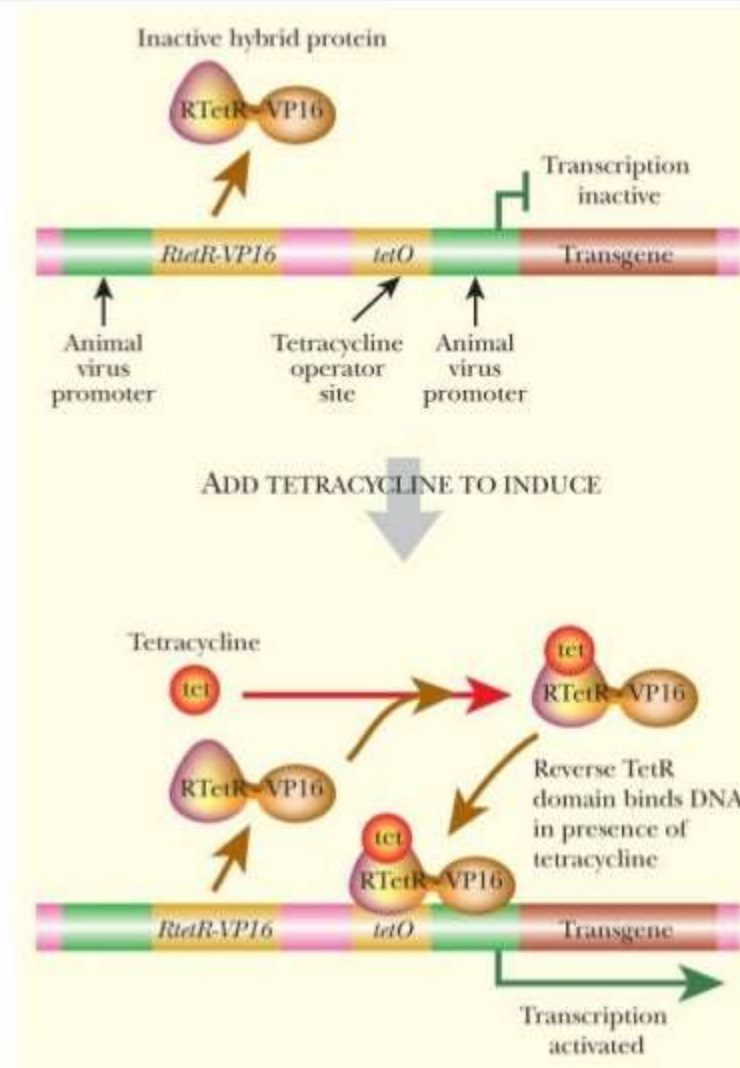 Inactive hybrid protein
RTetR-VP16
Transcription
inactive
RtetR-VP16
tetO
Transgene
Animal
virus
promoter
Tetracycline
operator
site
Animal
virus
promoter
ADD TETRACYCLINE TO INDUCE
Tetracycline
tet
tet
RTetR-VP16
RTetR-VP16
Reverse TetR
domain binds DNA
in presence of
tetracycline
tet
RTetR-VP16
RtetR-VP16
tetO
Transgene
Transcription
activated